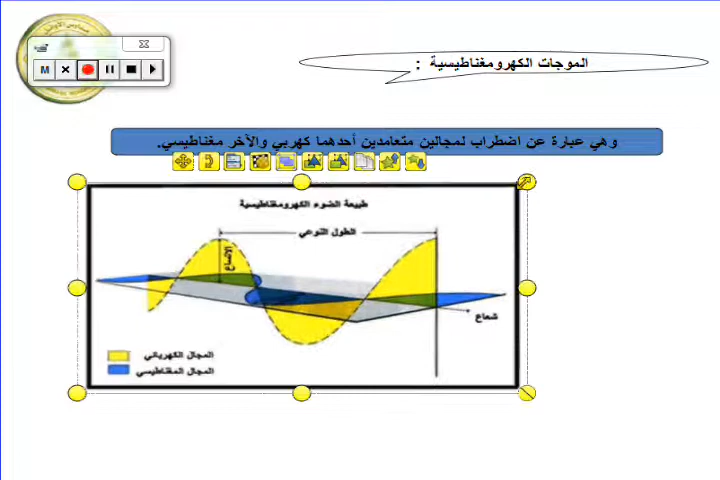 الموجات الكهرومغناطيسية :
وهي عبارة عن اضطراب لمجالين متعامدين أحدهما كهربي والآخر مغناطيسي.
طبيعة الضوء الكهرومغناطيسية
الطول الموجي
الاتساع
شعاع
المجال الكهربائي
المجال المغناطيسي
M